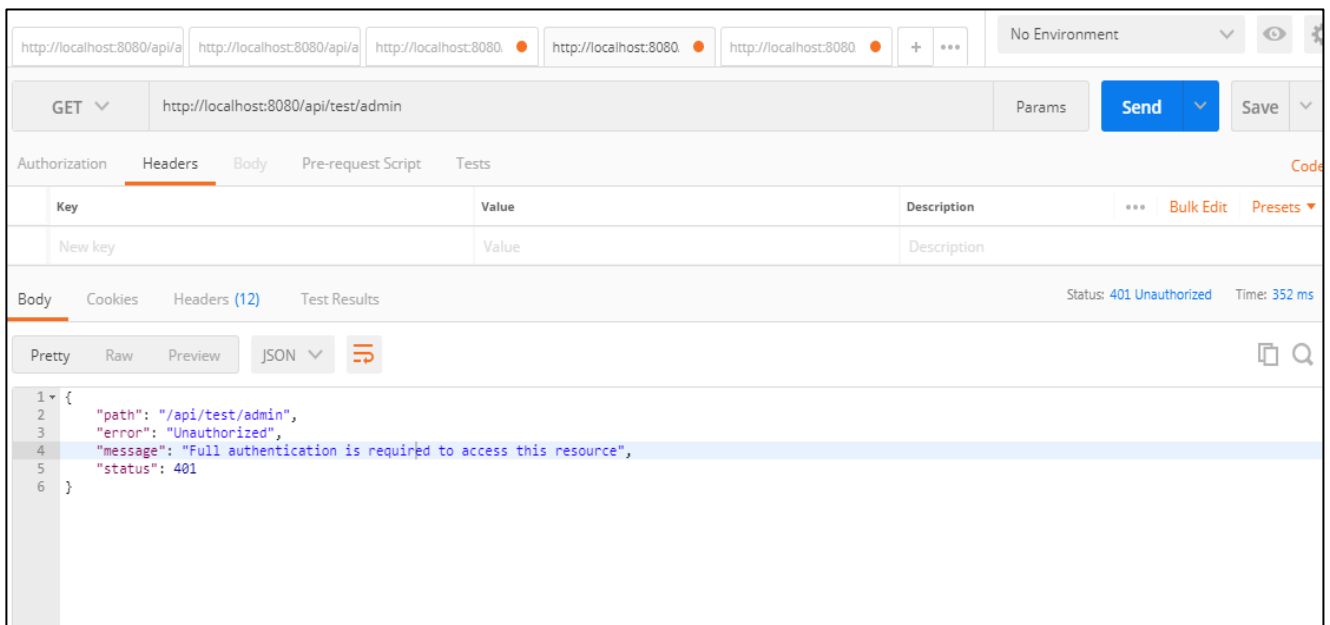 http://localhost:8080/api/a http://localhost:8080/api/a http://localhost:8080. http://localhost:8080. http://localhost:8080 + ••• No Environment
GET http://localhost:8080/api/test/admin Params Send Save
Authorization Headers Body Pre-request Script Tests Code
Key Value Description ••• Bulk Edit Presets
New key Value Description
Body Cookies Headers (12) Test Results Status: 401 Unauthorized Time: 352 ms
Pretty Raw Preview JSON
1 {
2 "path": "/api/test/admin",
3 "error": "Unauthorized",
4 "message": "Full authentication is required to access this resource",
5 "status": 401
6 }